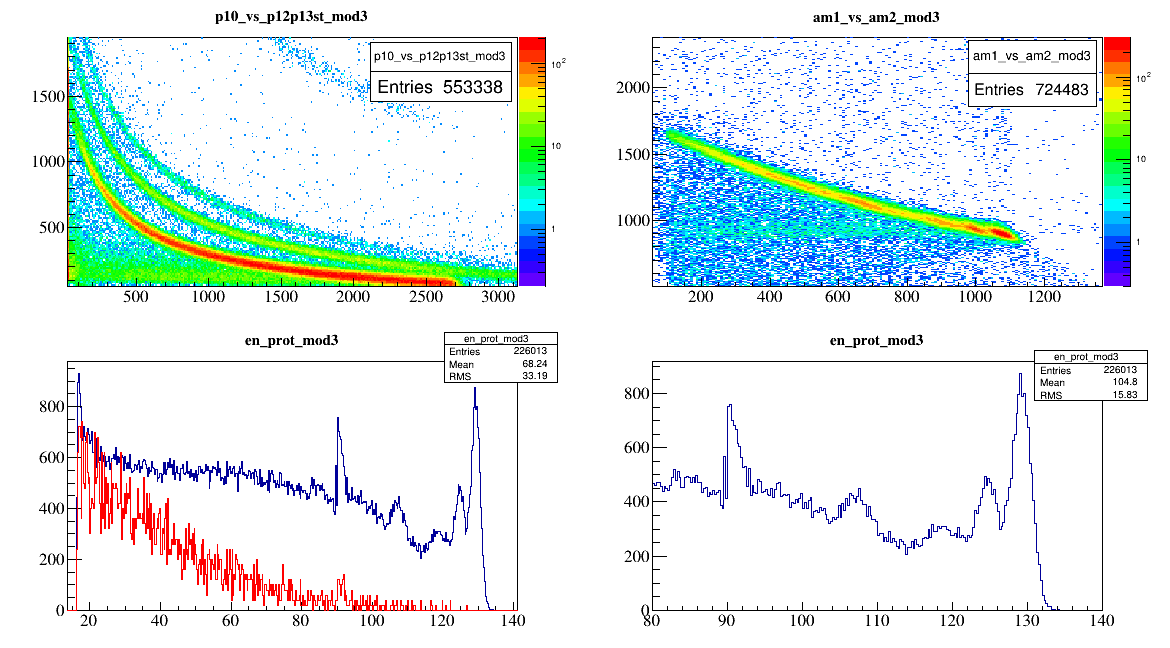 p10_vs_p12p13st_mod3
p10_vs_p12p13st_mod3
Entries 553338
1500
1000
500
500 1000 1500 2000 2500 3000
10²
10
1
am1_vs_am2_mod3
am1_vs_am2_mod3
Entries 724483
2000
1500
1000
200 400 600 800 1000 1200
10²
10
1
en_prot_mod3
en_prot_mod3
Entries 226013
Mean 68.24
RMS 33.19
800
600
400
200
0
20 40 60 80 100 120 140
en_prot_mod3
en_prot_mod3
Entries 226013
Mean 104.8
RMS 15.83
800
600
400
200
0
80 90 100 110 120 130 140